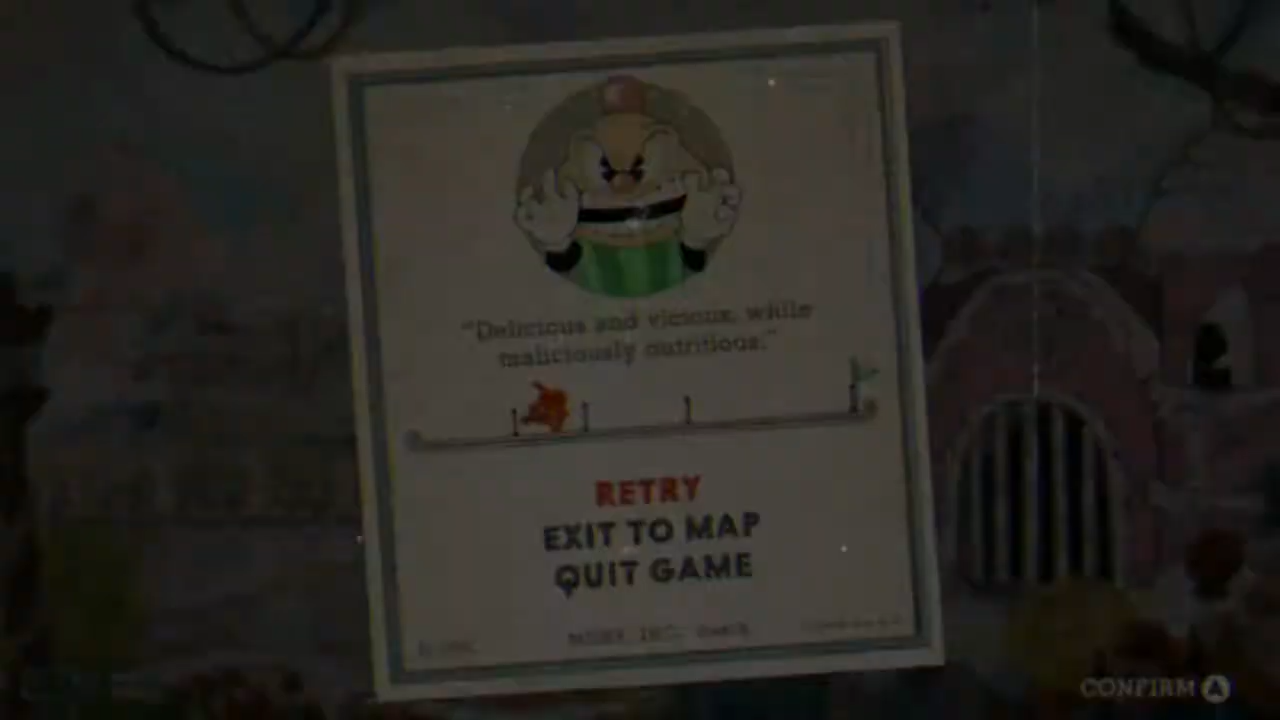 "Delicious and vicious, while
maliciously nutritious."
RETRY
EXIT TO MAP
QUIT GAME
CONFIRM A